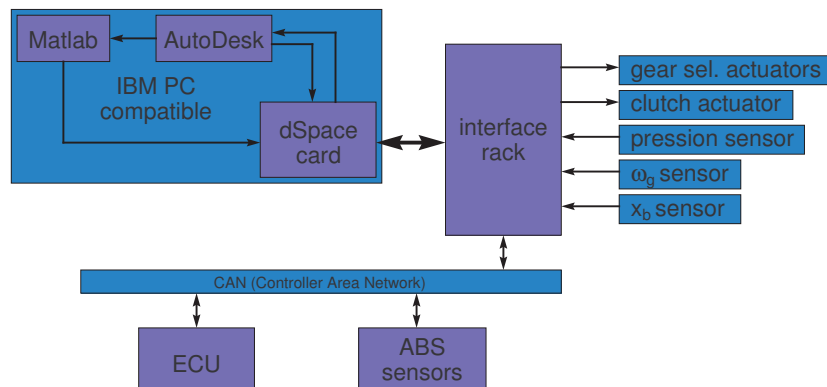 Matlab
AutoDesk
IBM PC
compatible
dSpace
card
interface
rack
gear sel. actuators
clutch actuator
pression sensor
ωg sensor
xb sensor
CAN (Controller Area Network)
ECU
ABS
sensors